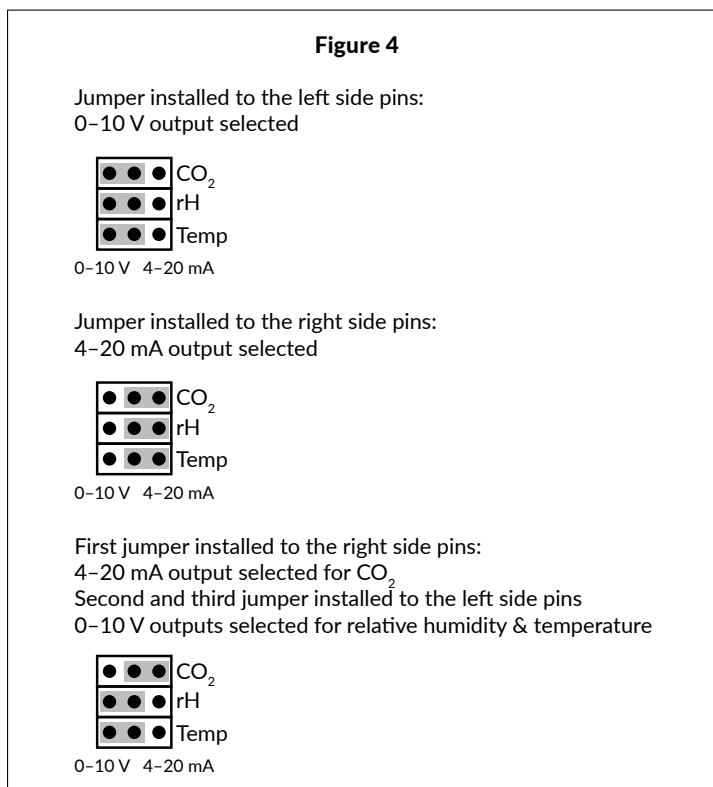 Figure 4
Jumper installed to the left side pins:
0–10 V output selected
CO₂
rH
Temp
0–10 V 4–20 mA
Jumper installed to the right side pins:
4–20 mA output selected
CO₂
rH
Temp
0–10 V 4–20 mA
First jumper installed to the right side pins:
4–20 mA output selected for CO₂
Second and third jumper installed to the left side pins
0–10 V outputs selected for relative humidity & temperature
CO₂
rH
Temp
0–10 V 4–20 mA